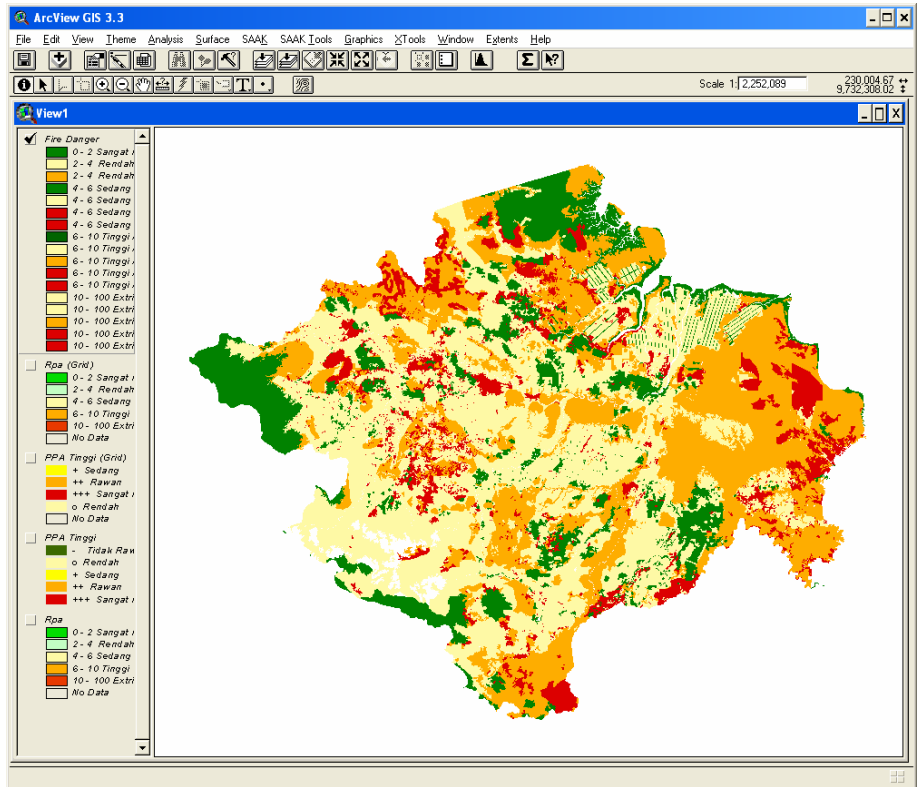 ArcView GIS 3.3
File Edit View Theme Analysis Surface SAAK SAAK Tools Graphics XTools Window Extents Help
Scale 1: 2,252,089
230,004.67
9,732,308.02
View1
Fire Danger
0 - 2 Sangat
2 - 4 Rendah
2 - 4 Rendah
4 - 6 Sedang
4 - 6 Sedang
4 - 6 Sedang
4 - 6 Sedang
6 - 10 Tinggi
6 - 10 Tinggi
6 - 10 Tinggi
6 - 10 Tinggi
6 - 10 Tinggi
10 - 100 Extri
10 - 100 Extri
10 - 100 Extri
10 - 100 Extri
10 - 100 Extri
Rpa (Grid)
0 - 2 Sangat
2 - 4 Rendah
4 - 6 Sedang
6 - 10 Tinggi
10 - 100 Extri
No Data
PPA Tinggi (Grid)
+ Sedang
++ Rawan
+++ Sangat
o Rendah
No Data
PPA Tinggi
- Tidak Raw
o Rendah
+ Sedang
++ Rawan
+++ Sangat
Rpa
0 - 2 Sangat
2 - 4 Rendah
4 - 6 Sedang
6 - 10 Tinggi
10 - 100 Extri
No Data